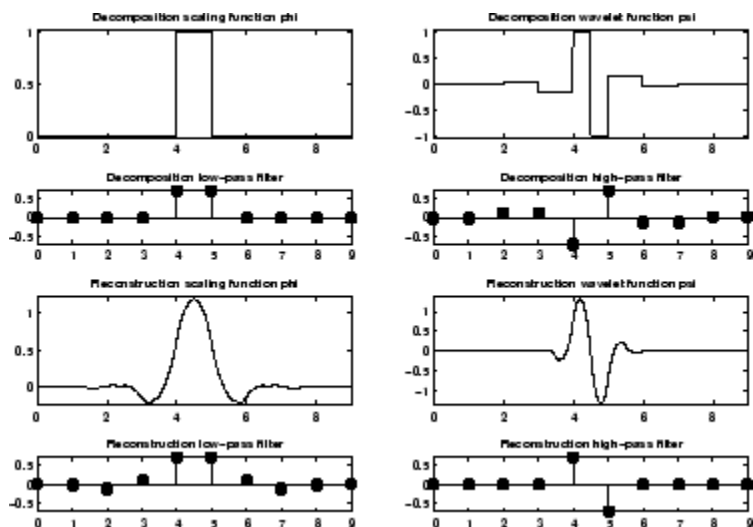 Decomposition scaling function phi
1
0.5
0
0 2 4 6 8
Decomposition wavelet function psi
1
0.5
0
-0.5
-1
0 2 4 6 8
Decomposition low-pass filter
0.5
0
-0.5
0 1 2 3 4 5 6 7 8 9
Decomposition high-pass filter
0.5
0
-0.5
0 1 2 3 4 5 6 7 8 9
Reconstruction scaling function phi
1
0.5
0
0 2 4 6 8
Reconstruction wavelet function psi
1
0.5
0
-0.5
-1
0 2 4 6 8
Reconstruction low-pass filter
0.5
0
-0.5
0 1 2 3 4 5 6 7 8 9
Reconstruction high-pass filter
0.5
0
-0.5
0 1 2 3 4 5 6 7 8 9